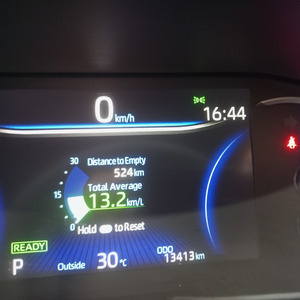 0 km/h
16:44
30
Distance to Empty
524 km
15
Total Average
13.2 km/L
0
Hold to Reset
READY
P
Outside 30 °C
ODO
13413 km